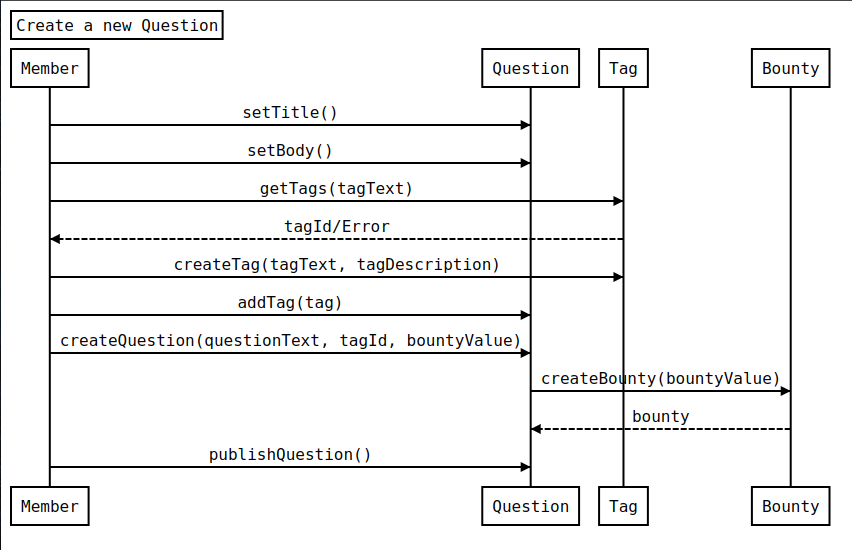 Create a new Question
Member Question Tag Bounty
setTitle()
setBody()
getTags(tagText)
tagId/Error
createTag(tagText, tagDescription)
addTag(tag)
createQuestion(questionText, tagId, bountyValue)
createBounty(bountyValue)
bounty
publishQuestion()
Member Question Tag Bounty